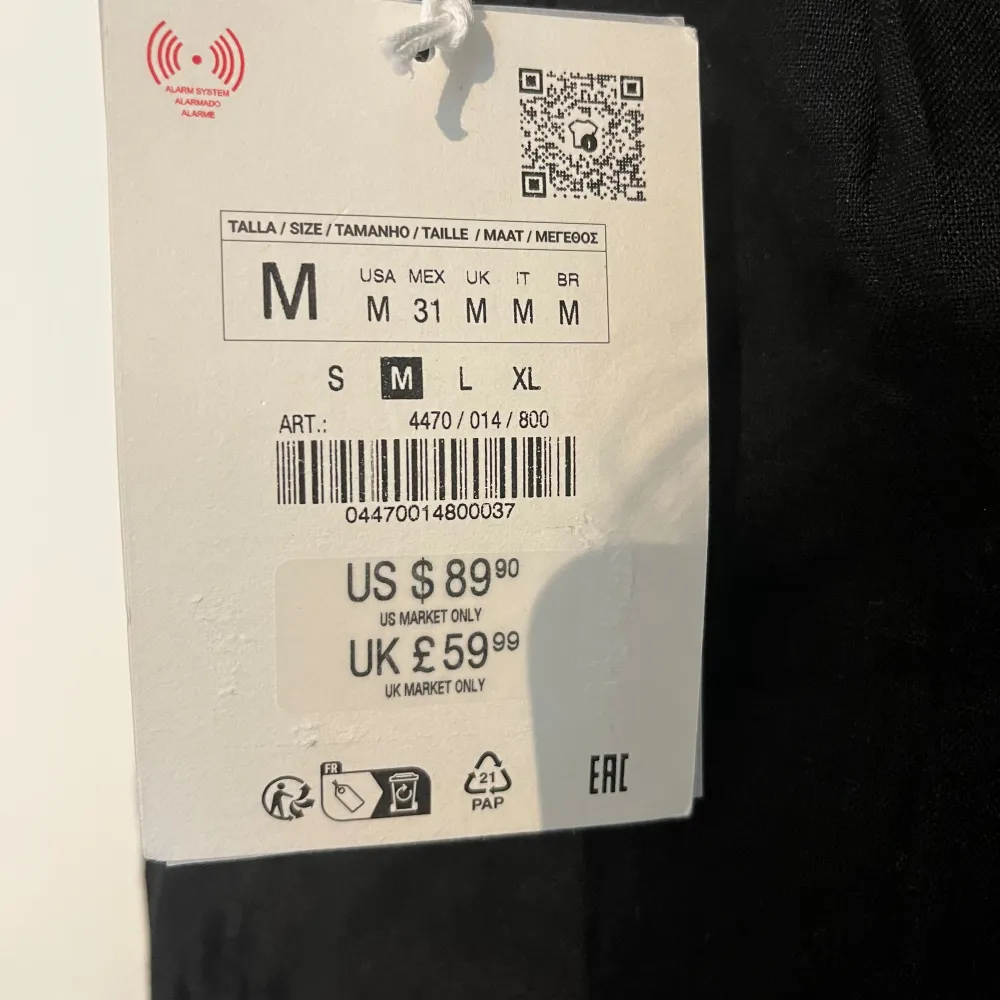 ALARM SYSTEM
ALARMADO
ALARME
TALLA / SIZE / TAMANHO / TAILLE / MAAT / ΜΕΓΕΘΟΣ
M
USA MEX UK IT BR
M 31 M M M
S M L XL
ART.: 4470 / 014 / 800
04470014800037
US $ 89⁹⁰
US MARKET ONLY
UK £ 59⁹⁹
UK MARKET ONLY
FR
21
PAP
EAC